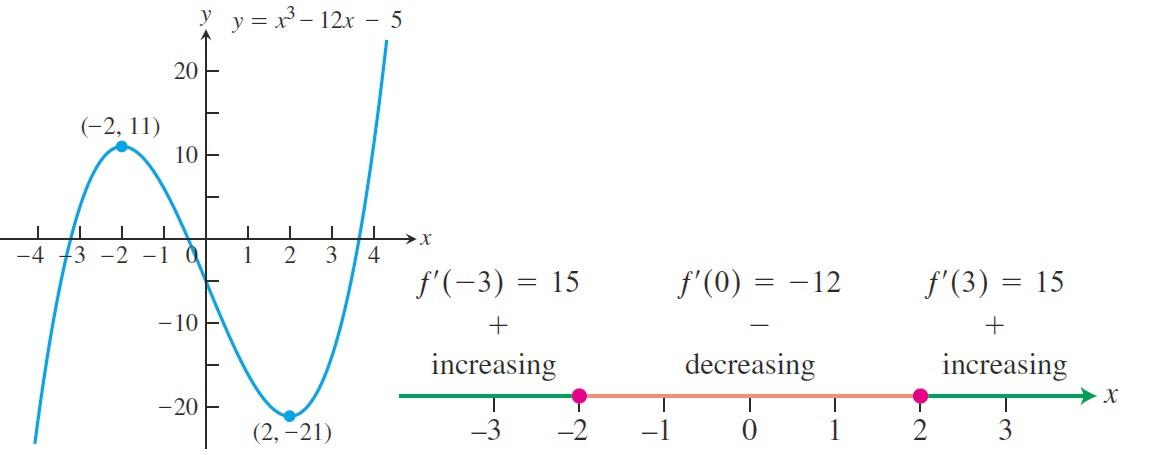 y
y = x³ − 12x − 5
20
(−2, 11)
10
−4 −3 −2 −1 0 1 2 3 4 x
−10
−20
(2, −21)
f′(−3) = 15 f′(0) = −12 f′(3) = 15
+ − +
increasing decreasing increasing
x
−3 −2 −1 0 1 2 3